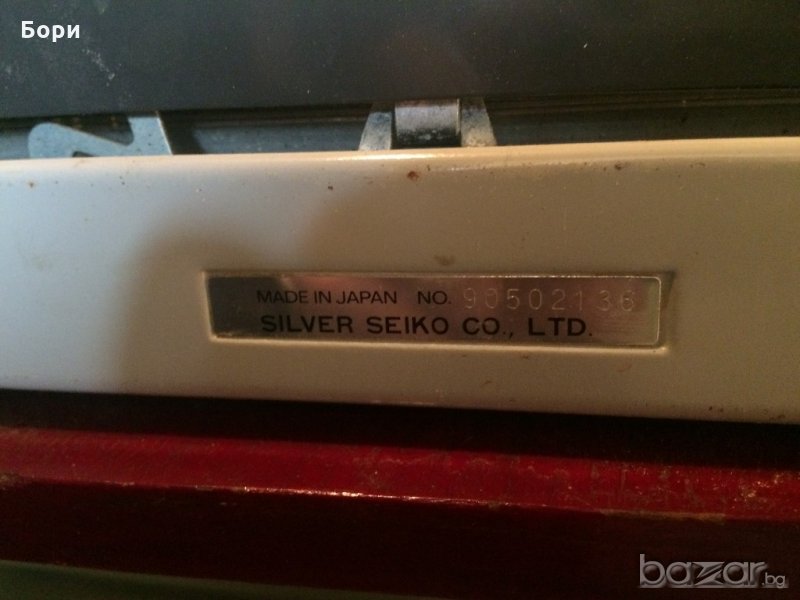 Бори
MADE IN JAPAN NO. 90502136
SILVER SEIKO CO., LTD.
bazar.bg